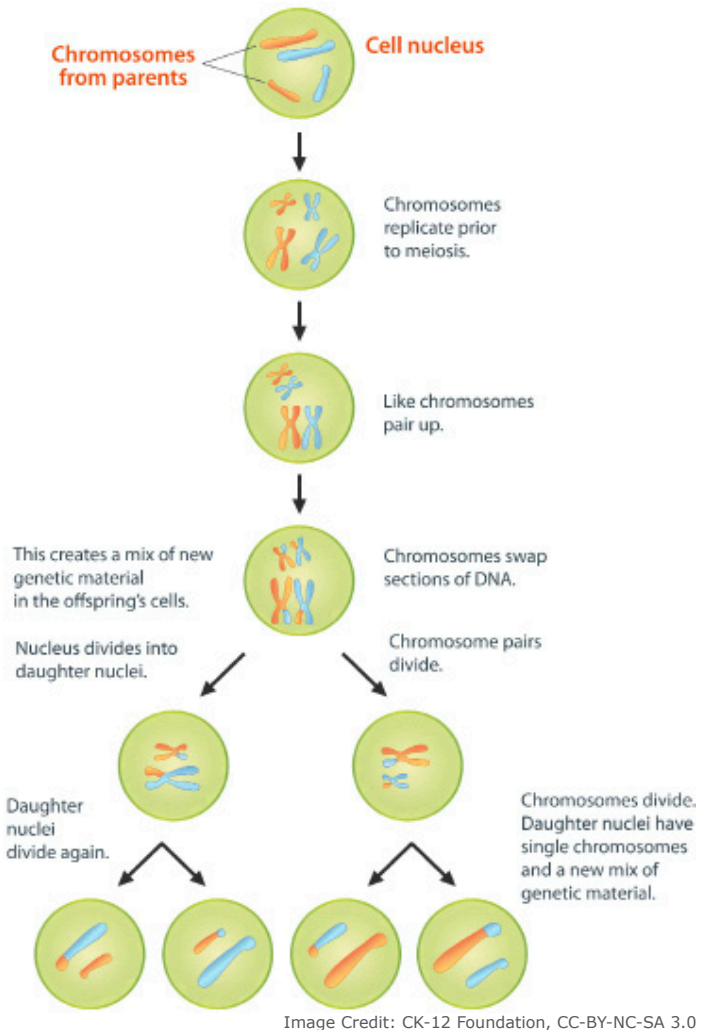 Chromosomes
from parents
Cell nucleus
Chromosomes
replicate prior
to meiosis.
Like chromosomes
pair up.
This creates a mix of new
genetic material
in the offspring's cells.
Chromosomes swap
sections of DNA.
Nucleus divides into
daughter nuclei.
Chromosome pairs
divide.
Daughter
nuclei
divide again.
Chromosomes divide.
Daughter nuclei have
single chromosomes
and a new mix of
genetic material.
Image Credit: CK-12 Foundation, CC-BY-NC-SA 3.0